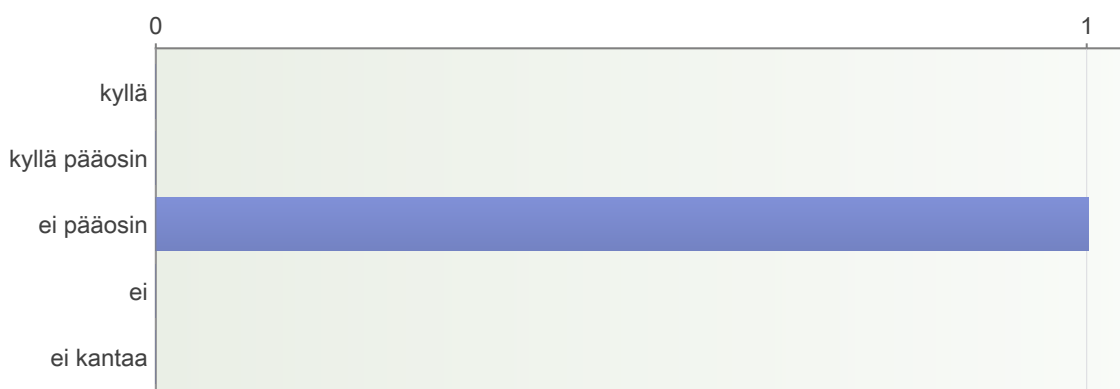 0 1
kyllä
kyllä pääosin
ei pääosin
ei
ei kantaa